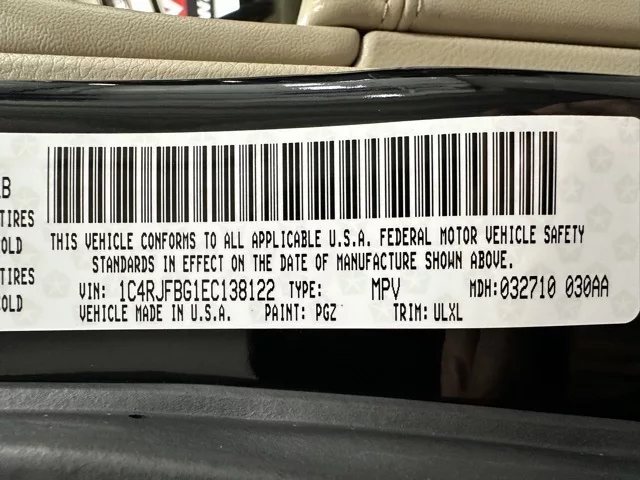 B
TIRES
OLD
TIRES
OLD
THIS VEHICLE CONFORMS TO ALL APPLICABLE U.S.A. FEDERAL MOTOR VEHICLE SAFETY
STANDARDS IN EFFECT ON THE DATE OF MANUFACTURE SHOWN ABOVE.
VIN: 1C4RJFBG1EC138122 TYPE: MPV MDH:032710 030AA
VEHICLE MADE IN U.S.A. PAINT: PGZ TRIM: ULXL